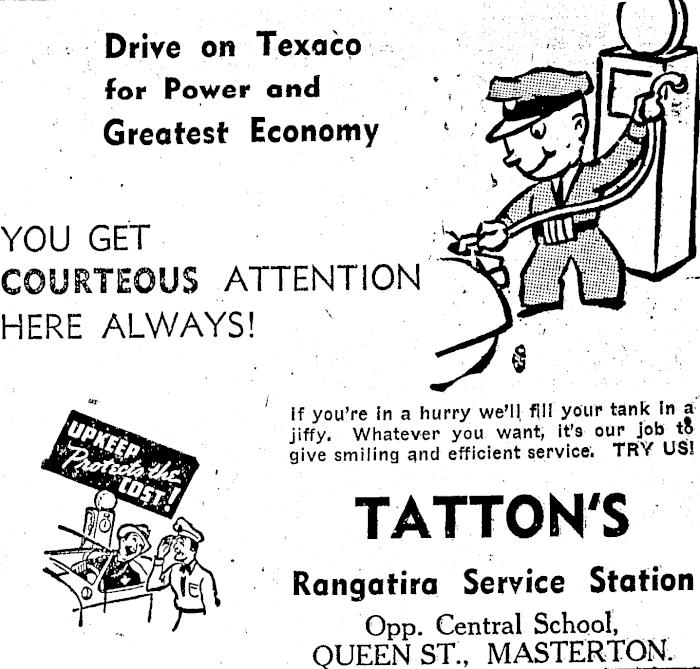 Drive on Texaco
for Power and
Greatest Economy
YOU GET
COURTEOUS ATTENTION
HERE ALWAYS!
If you're in a hurry we'll fill your tank in a
jiffy. Whatever you want, it's our job to
give smiling and efficient service. TRY US!
UPKEEP
Protects the
COST!
TATTON'S
Rangatira Service Station
Opp. Central School,
QUEEN ST., MASTERTON.